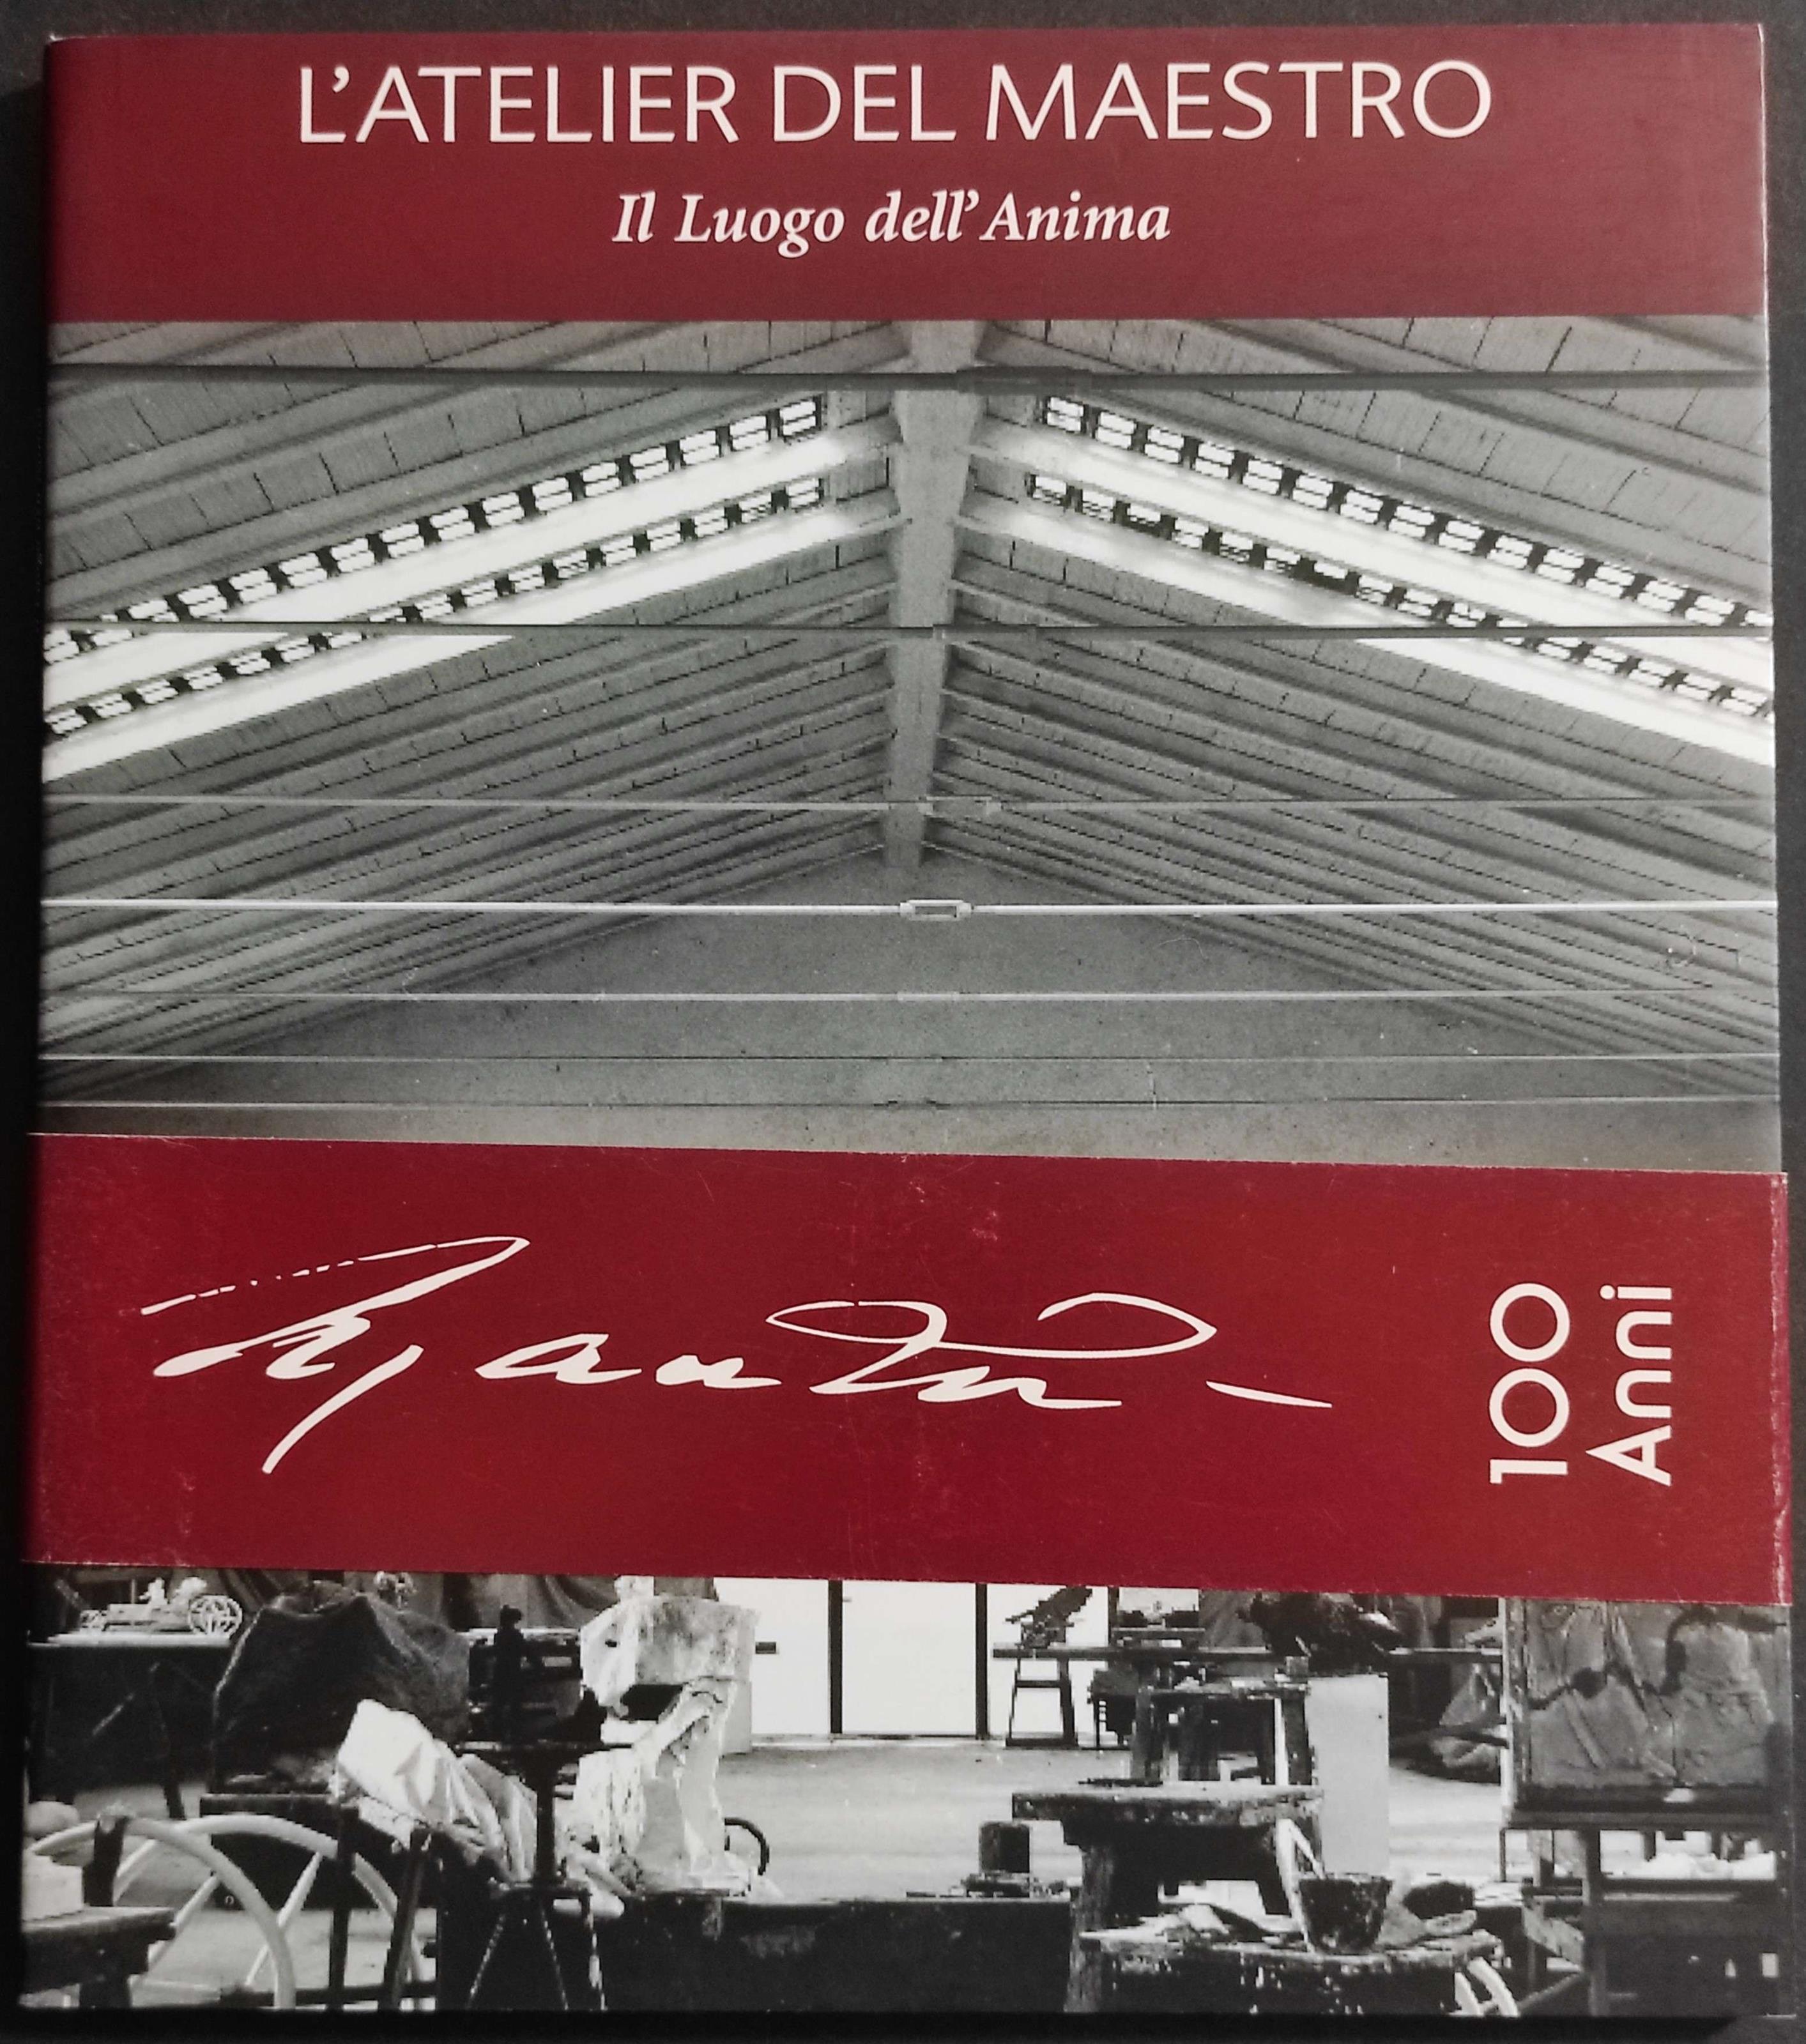 L'ATELIER DEL MAESTRO
Il Luogo dell'Anima
100
Anni